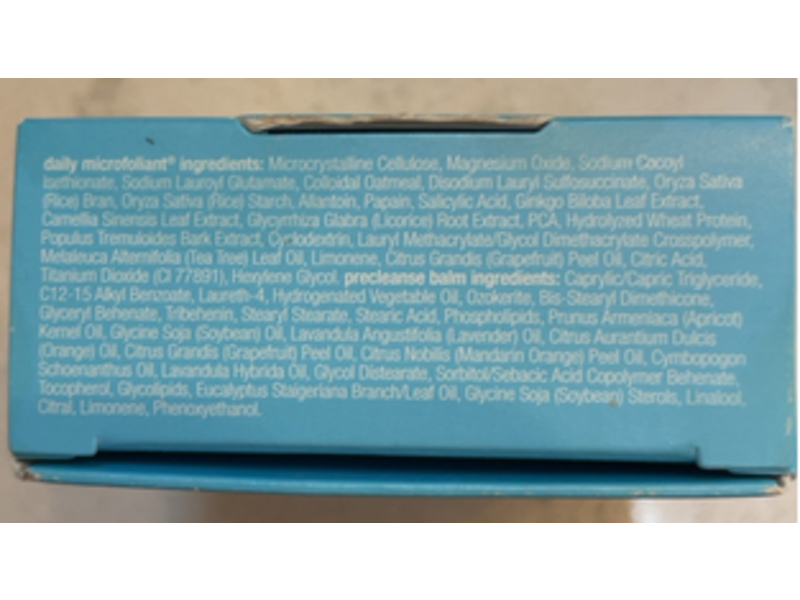 daily microfoliant® ingredients: Microcrystalline Cellulose, Magnesium Oxide, Sodium Cocoyl
Isethionate, Sodium Lauroyl Glutamate, Colloidal Oatmeal, Disodium Lauryl Sulfosuccinate, Oryza Sativa
(Rice) Bran, Oryza Sativa (Rice) Starch, Allantoin, Papain, Salicylic Acid, Ginkgo Biloba Leaf Extract,
Camellia Sinensis Leaf Extract, Glycyrrhiza Glabra (Licorice) Root Extract, PCA, Hydrolyzed Wheat Protein,
Populus Tremuloides Bark Extract, Cyclodextrin, Lauryl Methacrylate/Glycol Dimethacrylate Crosspolymer,
Melaleuca Alternifolia (Tea Tree) Leaf Oil, Limonene, Citrus Grandis (Grapefruit) Peel Oil, Citric Acid,
Titanium Dioxide (CI 77891), Hexylene Glycol. precleanse balm ingredients: Caprylic/Capric Triglyceride,
C12-15 Alkyl Benzoate, Laureth-4, Hydrogenated Vegetable Oil, Ozokerite, Bis-Stearyl Dimethicone,
Glyceryl Behenate, Tribehenin, Stearyl Stearate, Stearic Acid, Phospholipids, Prunus Armeniaca (Apricot)
Kernel Oil, Glycine Soja (Soybean) Oil, Lavandula Angustifolia (Lavender) Oil, Citrus Aurantium Dulcis
(Orange) Oil, Citrus Grandis (Grapefruit) Peel Oil, Citrus Nobilis (Mandarin Orange) Peel Oil, Cymbopogon
Schoenanthus Oil, Lavandula Hybrida Oil, Glycol Distearate, Sorbitol/Sebacic Acid Copolymer Behenate,
Tocopherol, Glycolipids, Eucalyptus Staigeriana Branch/Leaf Oil, Glycine Soja (Soybean) Sterols, Linalool,
Citral, Limonene, Phenoxyethanol.